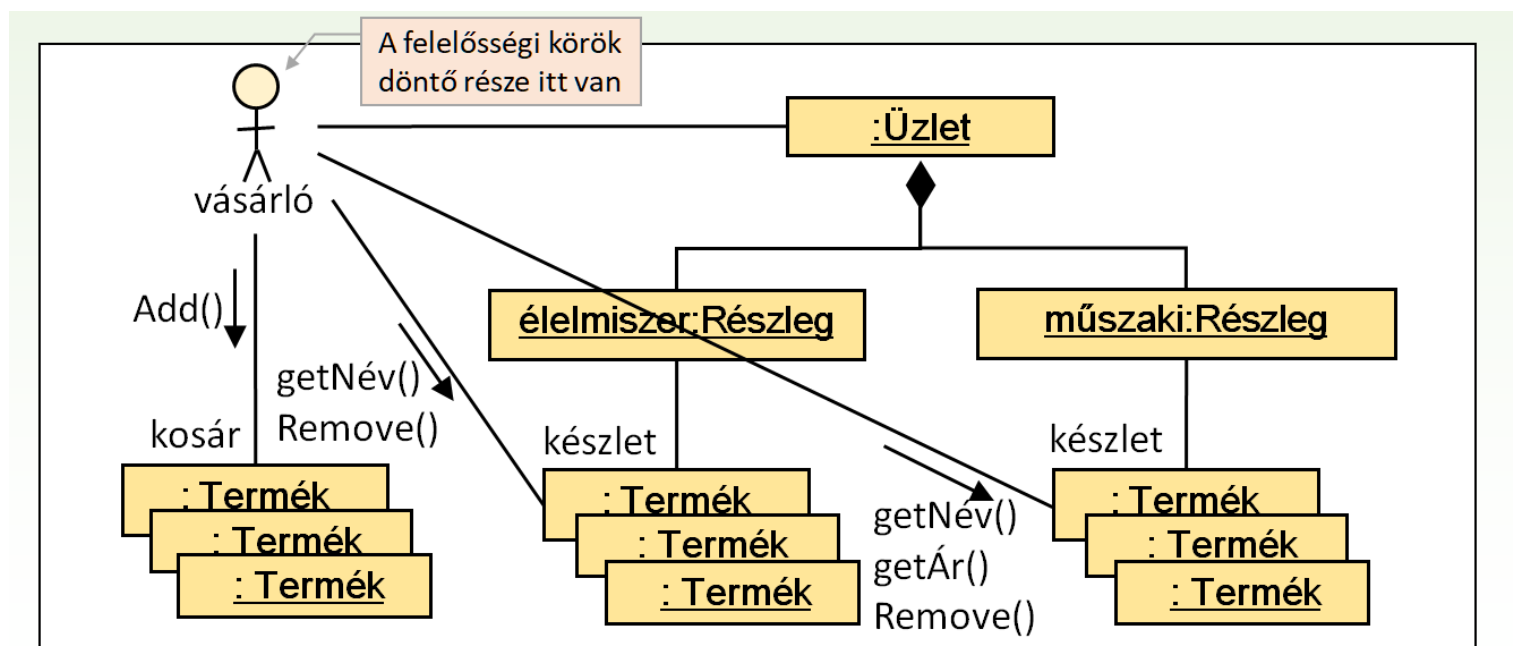 A felelősségi körök
döntő része itt van
:Üzlet
vásárló
Add()
élelmiszer:Részleg
műszaki:Részleg
getNév()
Remove()
kosár
készlet
készlet
: Termék
: Termék
: Termék
: Termék
: Termék
: Termék
getNév()
getÁr()
Remove()
: Termék
: Termék
: Termék